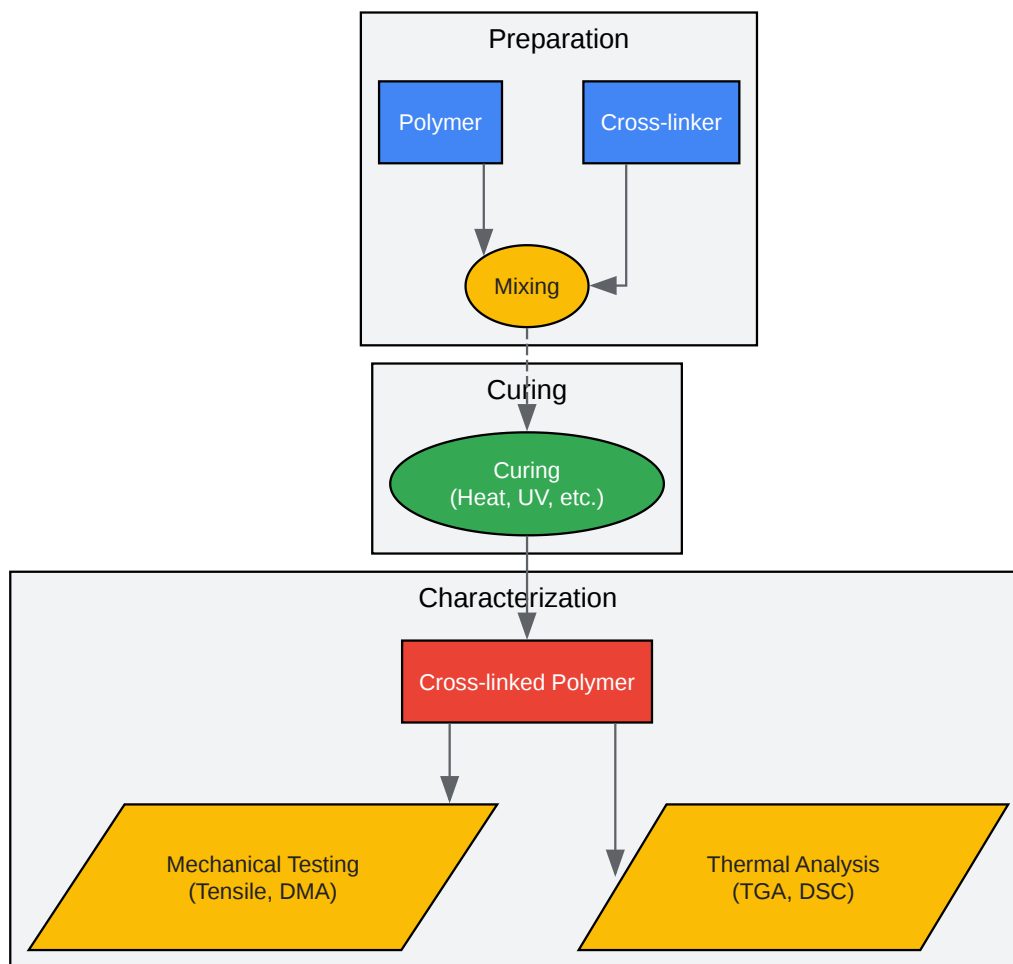 Preparation
Polymer
Cross-linker
Mixing
Curing
Curing
(Heat, UV, etc.)
Characterization
Cross-linked Polymer
Mechanical Testing
(Tensile, DMA)
Thermal Analysis
(TGA, DSC)